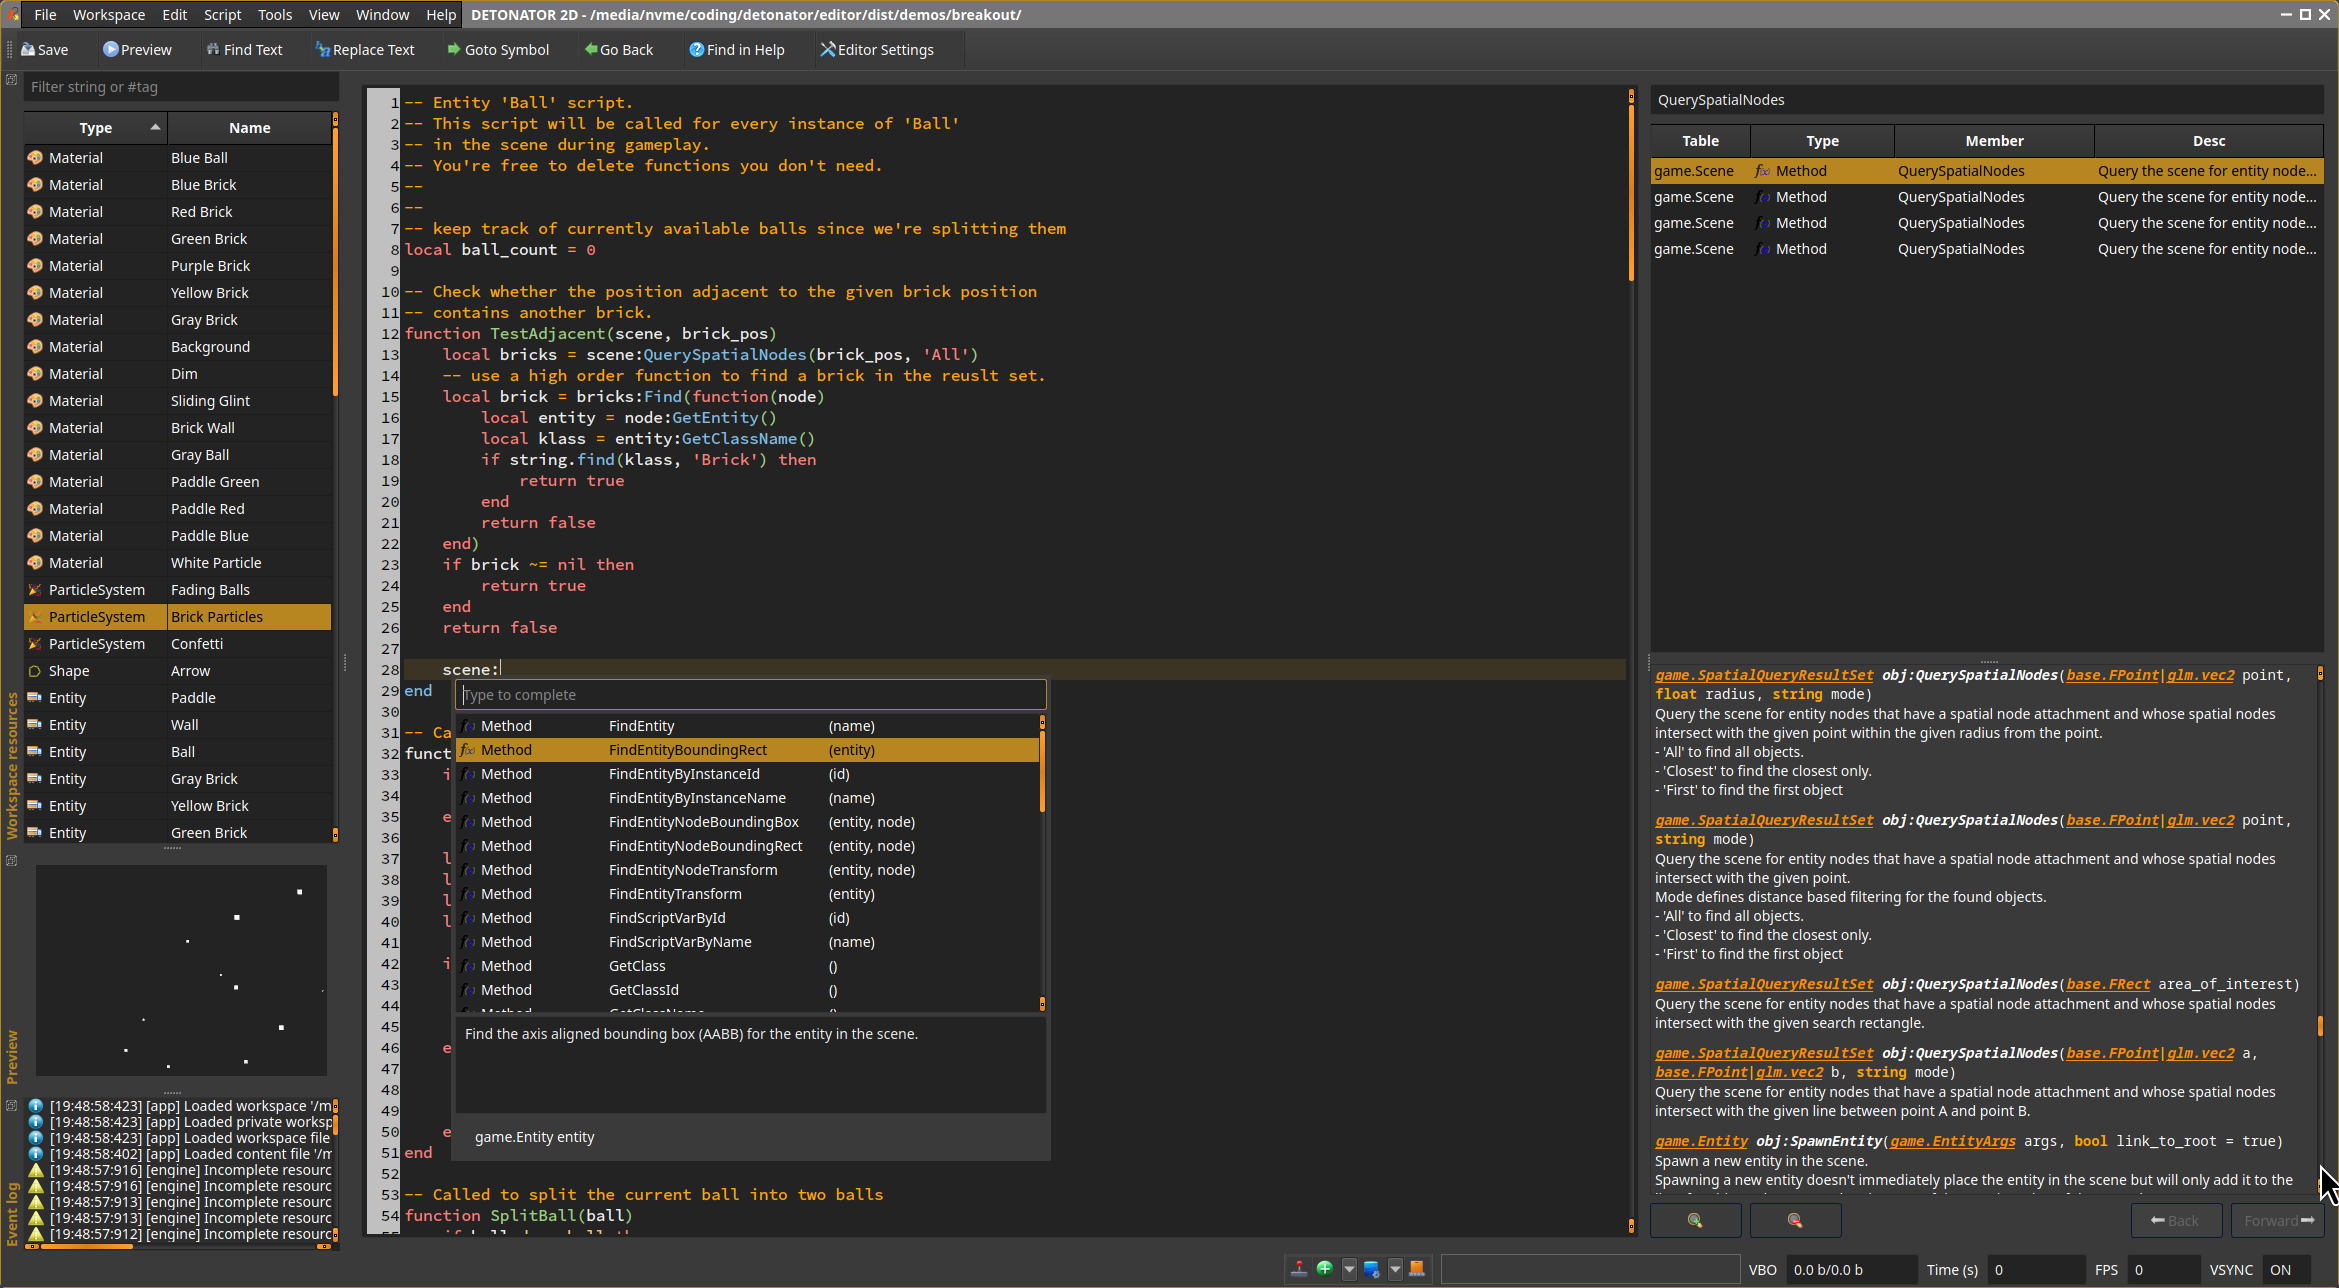 File Workspace Edit Script Tools View Window Help DETONATOR 2D - /media/nvme/coding/detonator/editor/dist/demos/breakout/
Save Preview Find Text Replace Text Goto Symbol Go Back Find in Help Editor Settings
Filter string or #tag
Type Name
Material Blue Ball
Material Blue Brick
Material Red Brick
Material Green Brick
Material Purple Brick
Material Yellow Brick
Material Gray Brick
Material Background
Material Dim
Material Sliding Glint
Material Brick Wall
Material Gray Ball
Material Paddle Green
Material Paddle Red
Material Paddle Blue
Material White Particle
ParticleSystem Fading Balls
ParticleSystem Brick Particles
ParticleSystem Confetti
Shape Arrow
Entity Paddle
Entity Wall
Entity Ball
Entity Gray Brick
Entity Yellow Brick
Entity Green Brick
Workspace resources
Preview
Event log
[19:48:58:423] [app] Loaded workspace '/m
[19:48:58:423] [app] Loaded private worksp
[19:48:58:423] [app] Loaded workspace file
[19:48:58:402] [app] Loaded content file '/m
[19:48:57:916] [engine] Incomplete resourc
[19:48:57:916] [engine] Incomplete resourc
[19:48:57:913] [engine] Incomplete resourc
[19:48:57:913] [engine] Incomplete resourc
[19:48:57:912] [engine] Incomplete resourc
1 -- Entity 'Ball' script.
2 -- This script will be called for every instance of 'Ball'
3 -- in the scene during gameplay.
4 -- You're free to delete functions you don't need.
5 --
6 --
7 -- keep track of currently available balls since we're splitting them
8 local ball_count = 0
9
10 -- Check whether the position adjacent to the given brick position
11 -- contains another brick.
12 function TestAdjacent(scene, brick_pos)
13 local bricks = scene:QuerySpatialNodes(brick_pos, 'All')
14 -- use a high order function to find a brick in the reuslt set.
15 local brick = bricks:Find(function(node)
16 local entity = node:GetEntity()
17 local klass = entity:GetClassName()
18 if string.find(klass, 'Brick') then
19 return true
20 end
21 return false
22 end)
23 if brick ~= nil then
24 return true
25 end
26 return false
27
28 scene:
29 end
30
31 -- Ca
32 funct
33 i
34
35 e
36
37 l
38 l
39 l
40 l
41
42 i
43
44
45
46 e
47
48
49
50 e
51 end
52
53 -- Called to split the current ball into two balls
54 function SplitBall(ball)
Type to complete
Method FindEntity (name)
Method FindEntityBoundingRect (entity)
Method FindEntityByInstanceId (id)
Method FindEntityByInstanceName (name)
Method FindEntityNodeBoundingBox (entity, node)
Method FindEntityNodeBoundingRect (entity, node)
Method FindEntityNodeTransform (entity, node)
Method FindEntityTransform (entity)
Method FindScriptVarById (id)
Method FindScriptVarByName (name)
Method GetClass ()
Method GetClassId ()
Find the axis aligned bounding box (AABB) for the entity in the scene.
game.Entity entity
QuerySpatialNodes
Table Type Member Desc
game.Scene Method QuerySpatialNodes Query the scene for entity node...
game.Scene Method QuerySpatialNodes Query the scene for entity node...
game.Scene Method QuerySpatialNodes Query the scene for entity node...
game.Scene Method QuerySpatialNodes Query the scene for entity node...
game.SpatialQueryResultSet obj:QuerySpatialNodes(base.FPoint|glm.vec2 point,
float radius, string mode)
Query the scene for entity nodes that have a spatial node attachment and whose spatial nodes
intersect with the given point within the given radius from the point.
- 'All' to find all objects.
- 'Closest' to find the closest only.
- 'First' to find the first object
game.SpatialQueryResultSet obj:QuerySpatialNodes(base.FPoint|glm.vec2 point,
string mode)
Query the scene for entity nodes that have a spatial node attachment and whose spatial nodes
intersect with the given point.
Mode defines distance based filtering for the found objects.
- 'All' to find all objects.
- 'Closest' to find the closest only.
- 'First' to find the first object
game.SpatialQueryResultSet obj:QuerySpatialNodes(base.FRect area_of_interest)
Query the scene for entity nodes that have a spatial node attachment and whose spatial nodes
intersect with the given search rectangle.
game.SpatialQueryResultSet obj:QuerySpatialNodes(base.FPoint|glm.vec2 a,
base.FPoint|glm.vec2 b, string mode)
Query the scene for entity nodes that have a spatial node attachment and whose spatial nodes
intersect with the given line between point A and point B.
game.Entity obj:SpawnEntity(game.EntityArgs args, bool link_to_root = true)
Spawn a new entity in the scene.
Spawning a new entity doesn't immediately place the entity in the scene but will only add it to the
Back Forward
VBO 0.0 b/0.0 b Time (s) 0 FPS 0 VSYNC ON